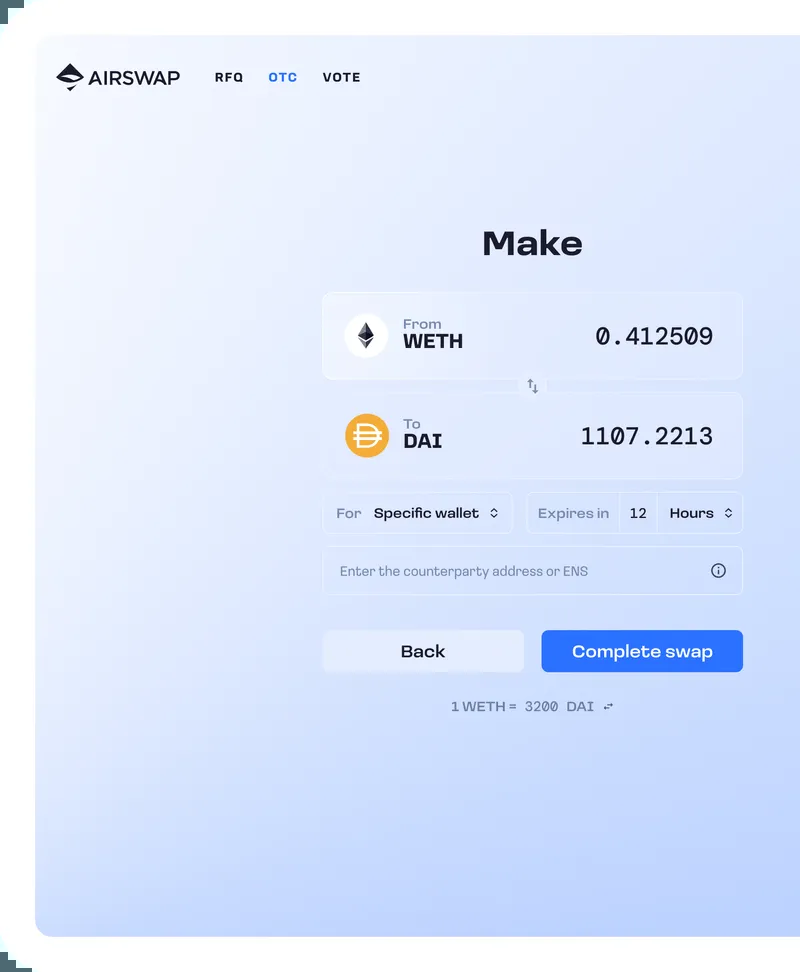 AIRSWAP RFQ OTC VOTE
Make
From
WETH 0.412509
To
DAI 1107.2213
For Specific wallet Expires in 12 Hours
Enter the counterparty address or ENS
Back Complete swap
1 WETH = 3200 DAI